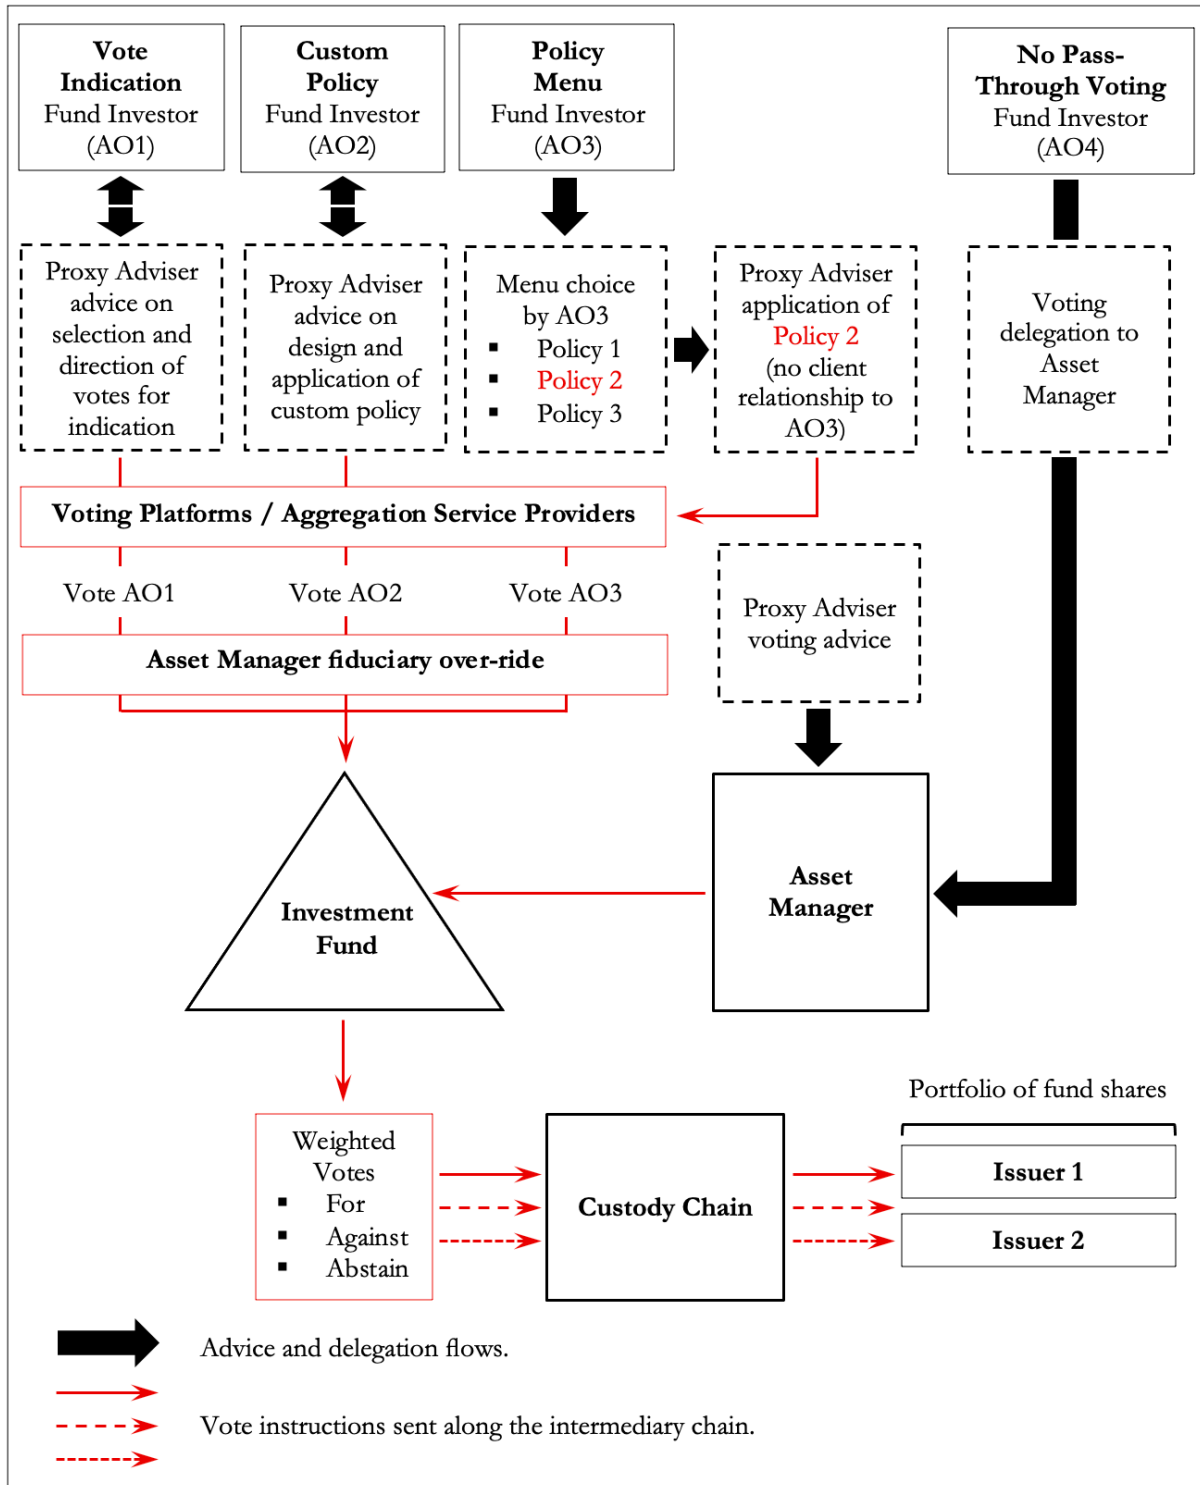 Vote
Indication
Fund Investor
(AO1)
Custom
Policy
Fund Investor
(AO2)
Policy
Menu
Fund Investor
(AO3)
No Pass-
Through Voting
Fund Investor
(AO4)
Proxy Adviser
advice on
selection and
direction of
votes for
indication
Proxy Adviser
advice on
design and
application of
custom policy
Menu choice
by AO3
▪ Policy 1
▪ Policy 2
▪ Policy 3
Proxy Adviser
application of
Policy 2
(no client
relationship to
AO3)
Voting
delegation to
Asset
Manager
Voting Platforms / Aggregation Service Providers
Vote AO1
Vote AO2
Vote AO3
Asset Manager fiduciary over-ride
Proxy Adviser
voting advice
Investment
Fund
Asset
Manager
Weighted
Votes
▪ For
▪ Against
▪ Abstain
Custody Chain
Portfolio of fund shares
Issuer 1
Issuer 2
Advice and delegation flows.
Vote instructions sent along the intermediary chain.